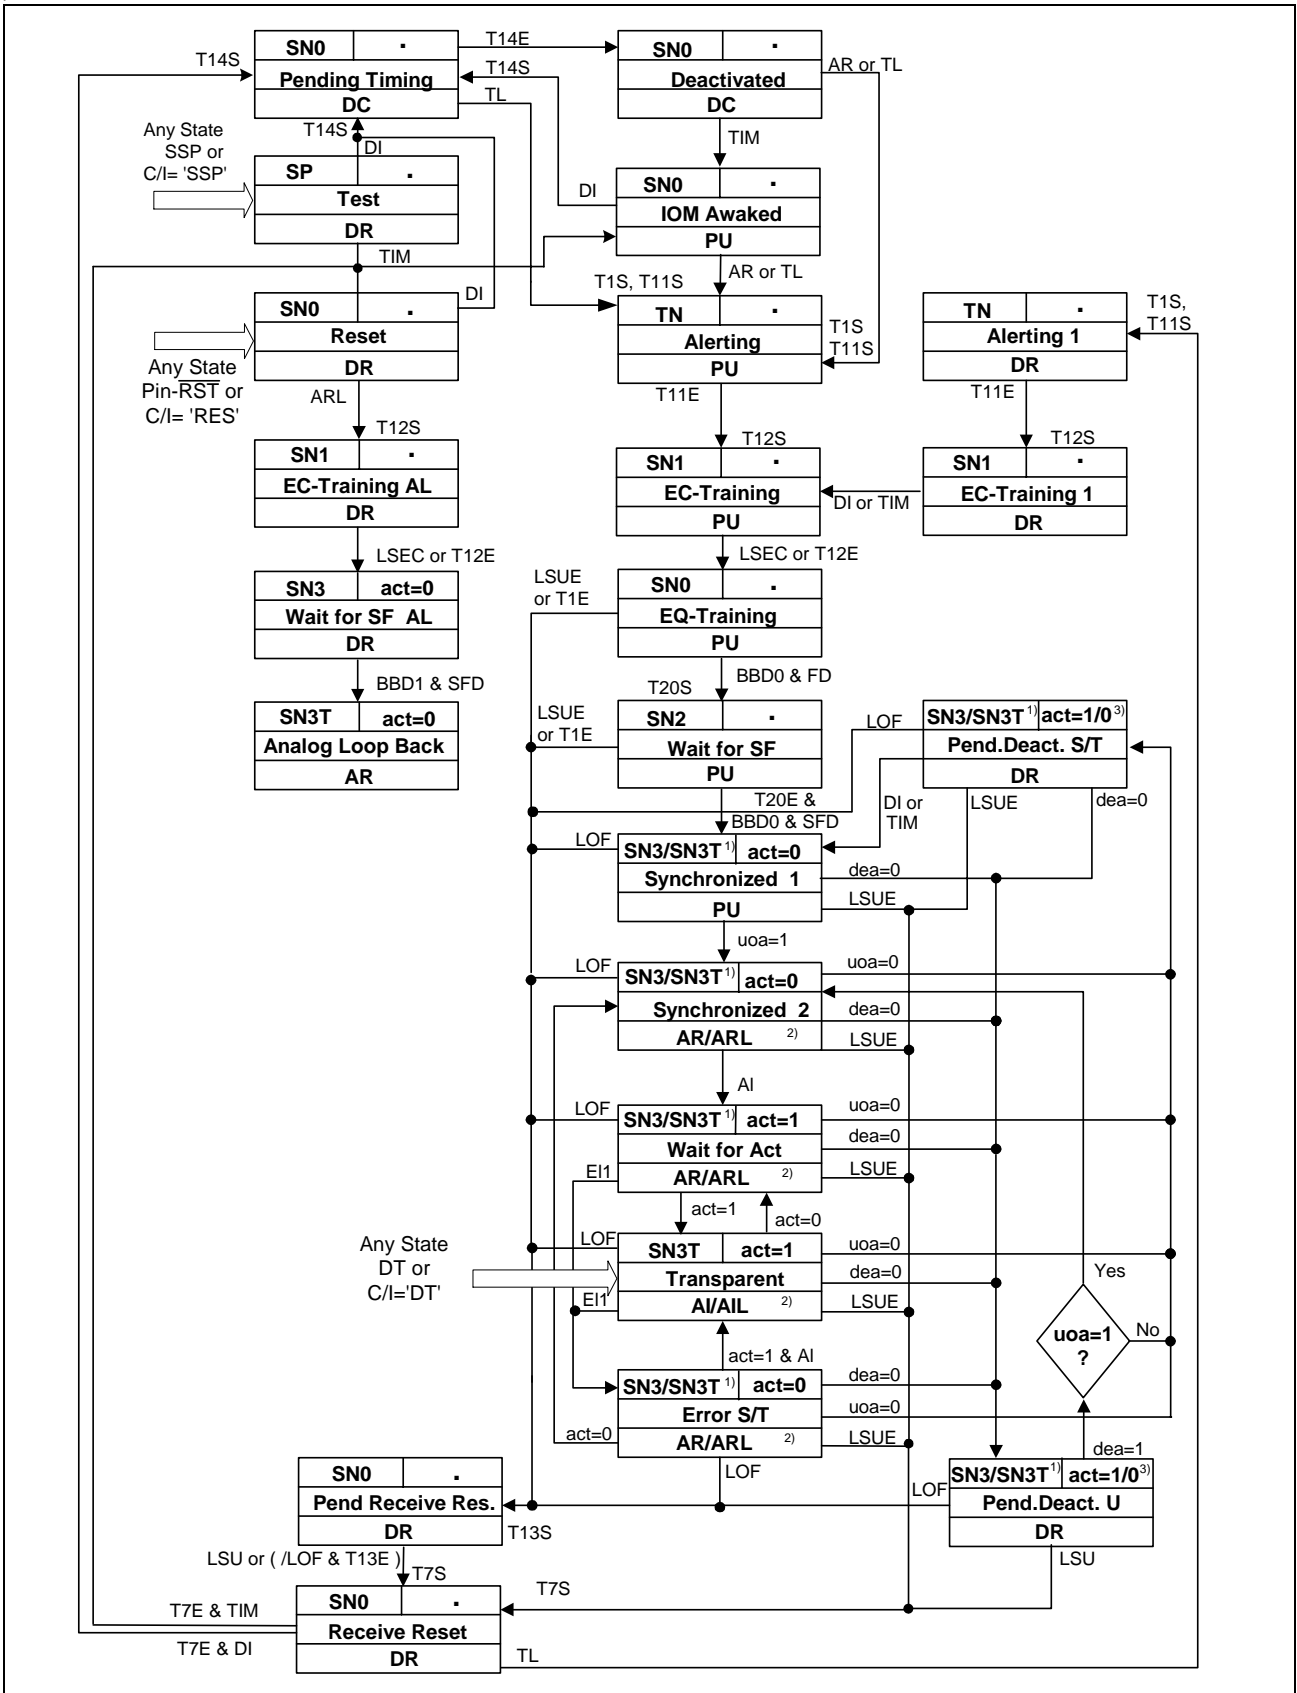 T14S
SN0 .
Pending Timing
DC
T14E
T14S
TL
SN0 .
Deactivated
DC
AR or TL
Any State
SSP or
C/I= 'SSP'
T14S
DI
SP .
Test
DR
TIM
DI
TIM
SN0 .
IOM Awaked
PU
AR or TL
T1S, T11S
Any State
Pin-RST or
C/I= 'RES'
SN0 .
Reset
DR
DI
ARL
TN .
Alerting
PU
T1S
T11S
T11E
TN .
Alerting 1
DR
T1S,
T11S
T11E
T12S
SN1 .
EC-Training AL
DR
T12S
SN1 .
EC-Training
PU
DI or TIM
T12S
SN1 .
EC-Training 1
DR
LSEC or T12E
LSEC or T12E
SN3 act=0
Wait for SF AL
DR
LSUE
or T1E
SN0 .
EQ-Training
PU
BBD1 & SFD
BBD0 & FD
T20S
SN3T act=0
Analog Loop Back
AR
LSUE
or T1E
SN2 .
Wait for SF
PU
LOF
SN3/SN3T 1) act=1/0 3)
Pend.Deact. S/T
DR
T20E &
BBD0 & SFD
DI or
TIM
LSUE
dea=0
LOF
SN3/SN3T 1) act=0
Synchronized 1
PU
dea=0
LSUE
uoa=1
LOF
SN3/SN3T 1) act=0
Synchronized 2
AR/ARL 2)
uoa=0
dea=0
LSUE
AI
LOF
SN3/SN3T 1) act=1
Wait for Act
AR/ARL 2)
uoa=0
dea=0
LSUE
EI1
act=1
act=0
Any State
DT or
C/I='DT'
LOF
SN3T act=1
Transparent
AI/AIL 2)
uoa=0
dea=0
LSUE
EI1
Yes
uoa=1
?
No
act=1 & AI
SN3/SN3T 1) act=0
Error S/T
AR/ARL 2)
dea=0
uoa=0
LSUE
act=0
LOF
dea=1
SN0 .
Pend Receive Res.
DR
T13S
LOF
SN3/SN3T 1) act=1/0 3)
Pend.Deact. U
DR
LSU
LSU or ( /LOF & T13E )
T7S
T7S
SN0 .
Receive Reset
DR
T7E & TIM
T7E & DI
TL